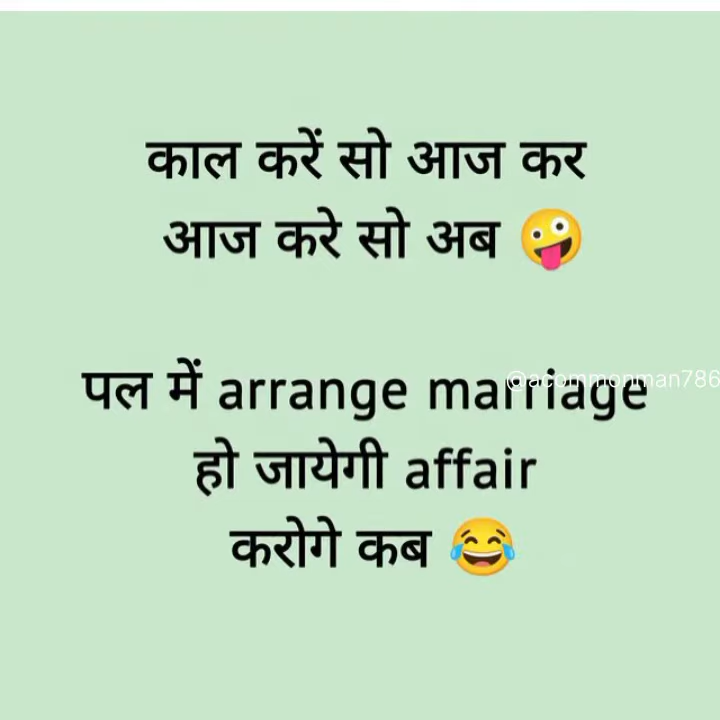 काल करें सो आज कर
आज करे सो अब 🤪
@acommonman786
पल में arrange marriage
हो जायेगी affair
करोगे कब 😂